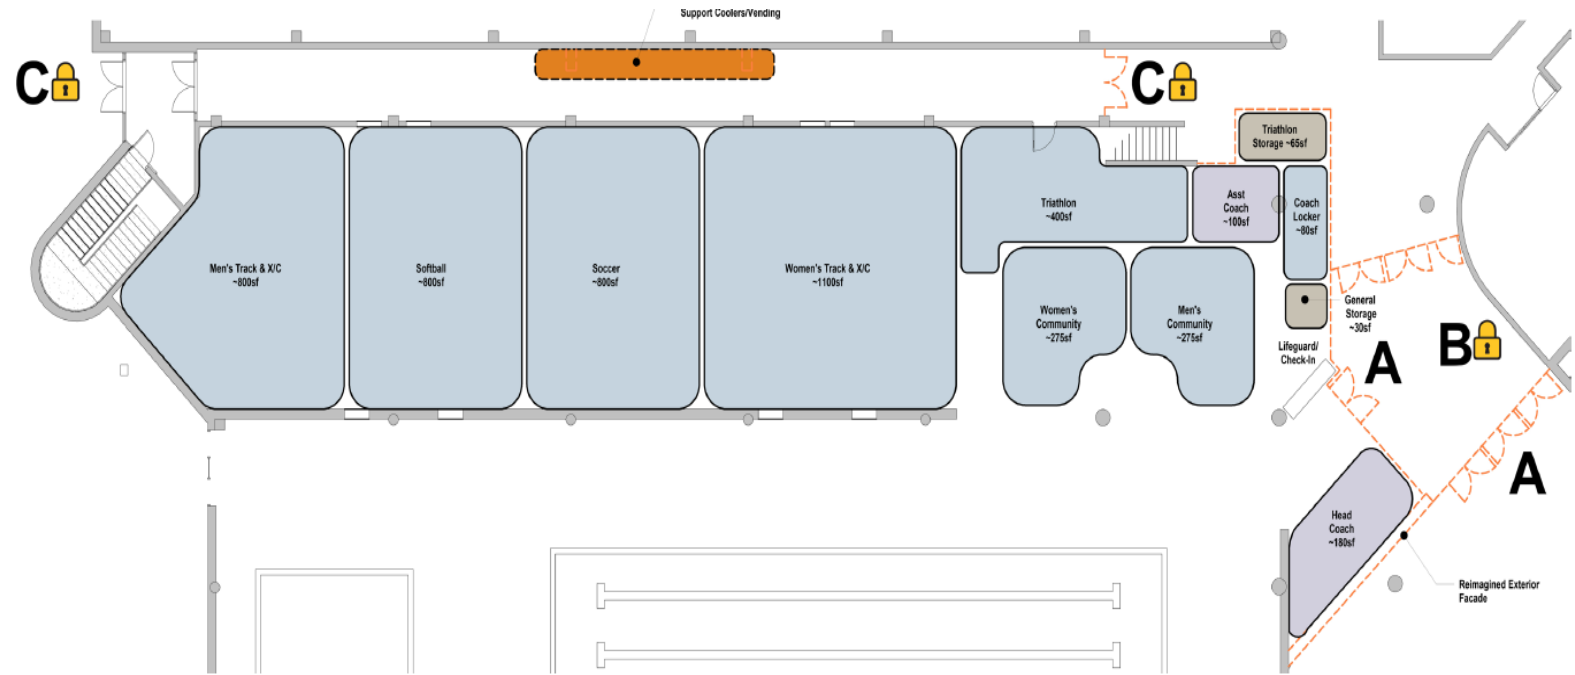 Support Coolers/Vending
C
C
Triathlon
Storage ~65sf
Triathlon
~400sf
Asst
Coach
~100sf
Coach
Locker
~80sf
Men's Track & X/C
~800sf
Softball
~800sf
Soccer
~800sf
Women's Track & X/C
~1100sf
Women's
Community
~275sf
Men's
Community
~275sf
General
Storage
~30sf
Lifeguard/
Check-In
A
B
A
Head
Coach
~180sf
Reimagined Exterior
Facade